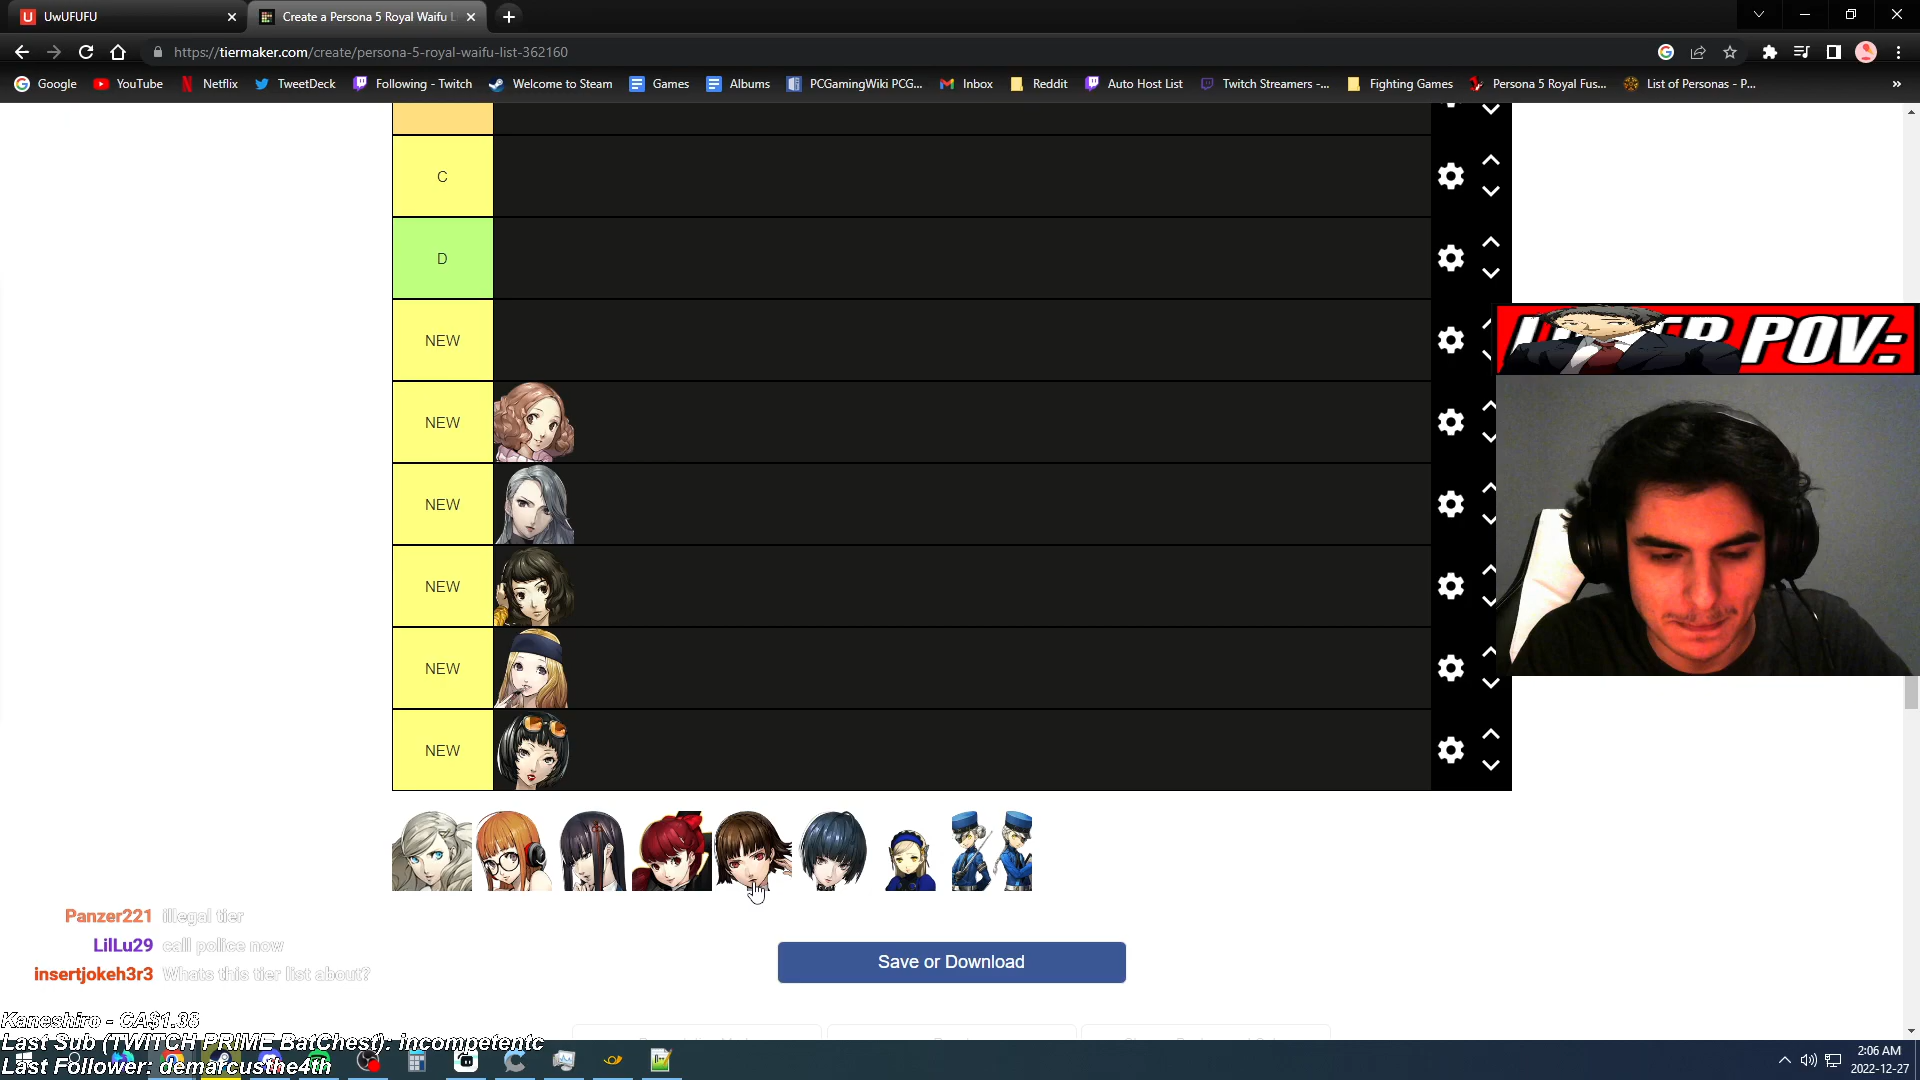 UwUFUFU
Create a Persona 5 Royal Waifu L
https://tiermaker.com/create/persona-5-royal-waifu-list-362160
Google YouTube Netflix TweetDeck Following - Twitch Welcome to Steam Games Albums PCGamingWiki PCG... Inbox Reddit Auto Host List Twitch Streamers -... Fighting Games Persona 5 Royal Fus... List of Personas - P... »
C
D
NEW
NEW
NEW
NEW
NEW
NEW
POV:
Save or Download
Panzer221 illegal tier
LilLu29 call police now
insertjokeh3r3 Whats this tier list about?
Kaneshiro - CA$1.38
Last Sub (TWITCH PRIME BatChest): incompetentc
Last Follower: demarcusthe4th
2:06 AM
2022-12-27